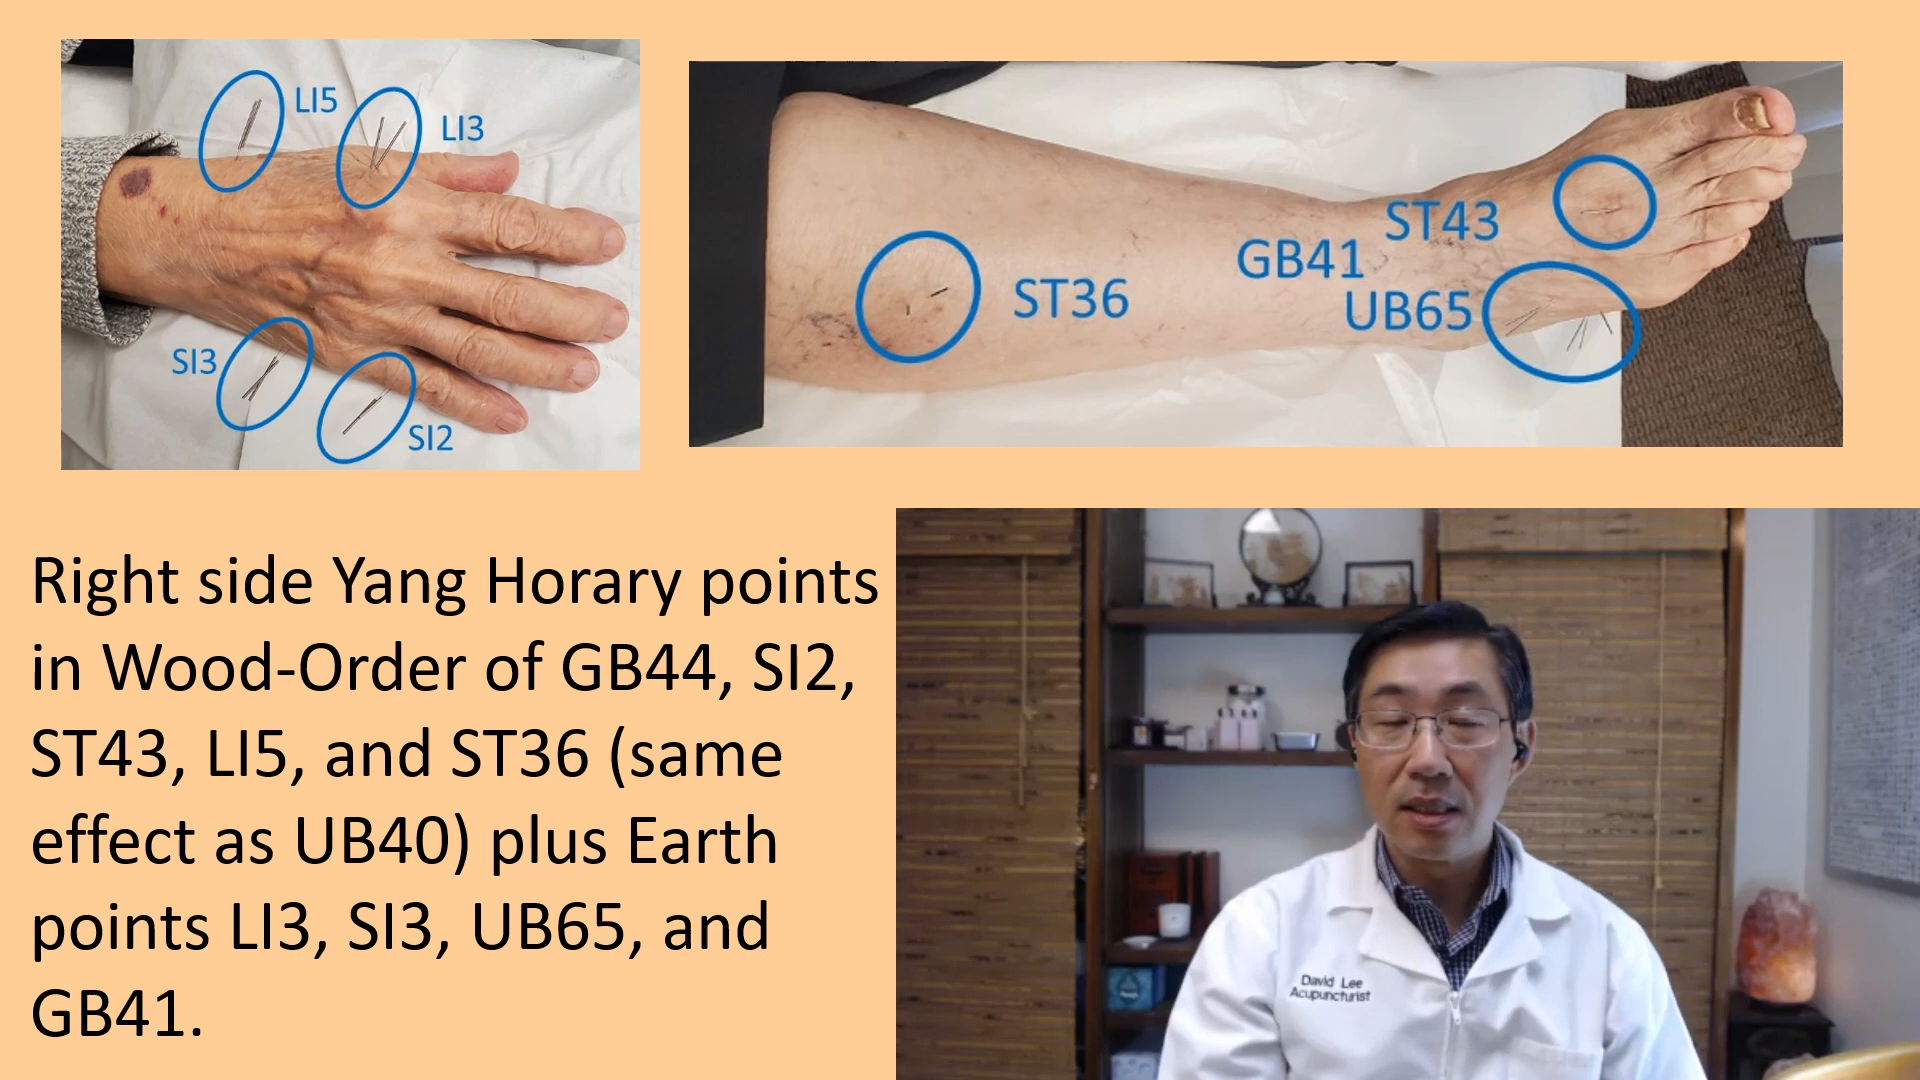 LI5
LI3
SI3
SI2
ST43
GB41
ST36
UB65
Right side Yang Horary points
in Wood-Order of GB44, SI2,
ST43, LI5, and ST36 (same
effect as UB40) plus Earth
points LI3, SI3, UB65, and
GB41.
David Lee
Acupuncturist